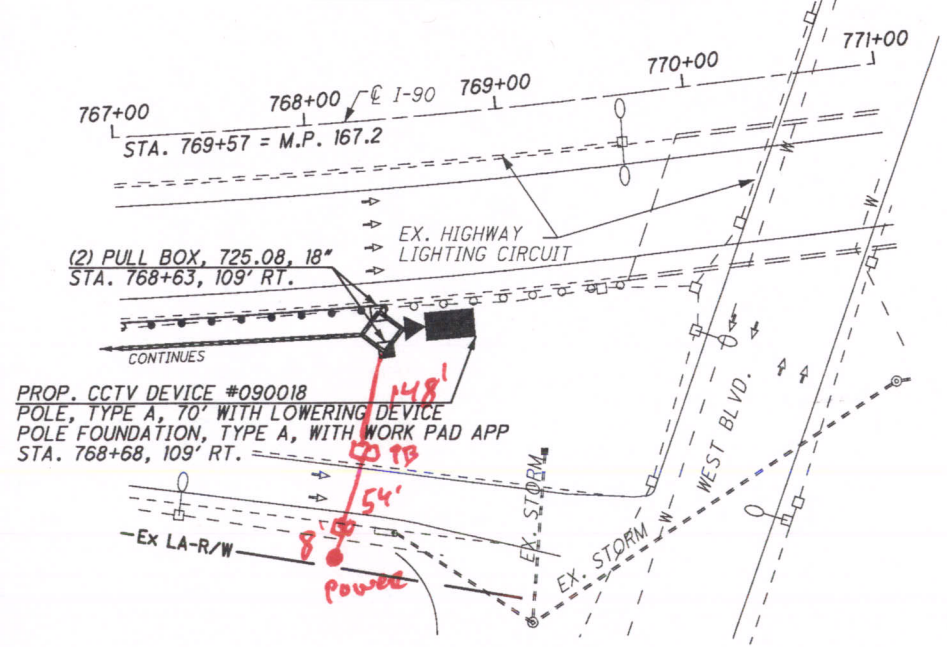 771+00
770+00
769+00
768+00
℄ I-90
767+00
STA. 769+57 = M.P. 167.2
W
EX. HIGHWAY
LIGHTING CIRCUIT
W
(2) PULL BOX, 725.08, 18"
STA. 768+63, 109' RT.
CONTINUES
PROP. CCTV DEVICE #090018
POLE, TYPE A, 70' WITH LOWERING DEVICE
POLE FOUNDATION, TYPE A, WITH WORK PAD APP
STA. 768+68, 109' RT.
148'
PB
54'
8'
Power
Ex LA-R/W
EX. STORM
EX. STORM
W
WEST BLVD.
W